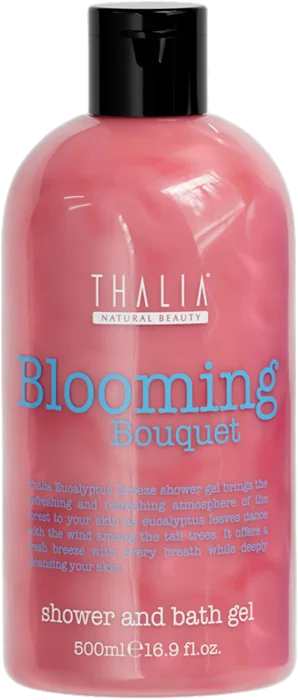 THALIA
NATURAL BEAUTY
Blooming
Bouquet
Thalia Eucalyptus Breeze shower gel brings the
refreshing and refreshing atmosphere of the
forest to your skin as eucalyptus leaves dance
with the wind among the tall trees. It offers a
fresh breeze with every breath while deeply
cleansing your skin.
shower and bath gel
500ml℮16.9 fl.oz.